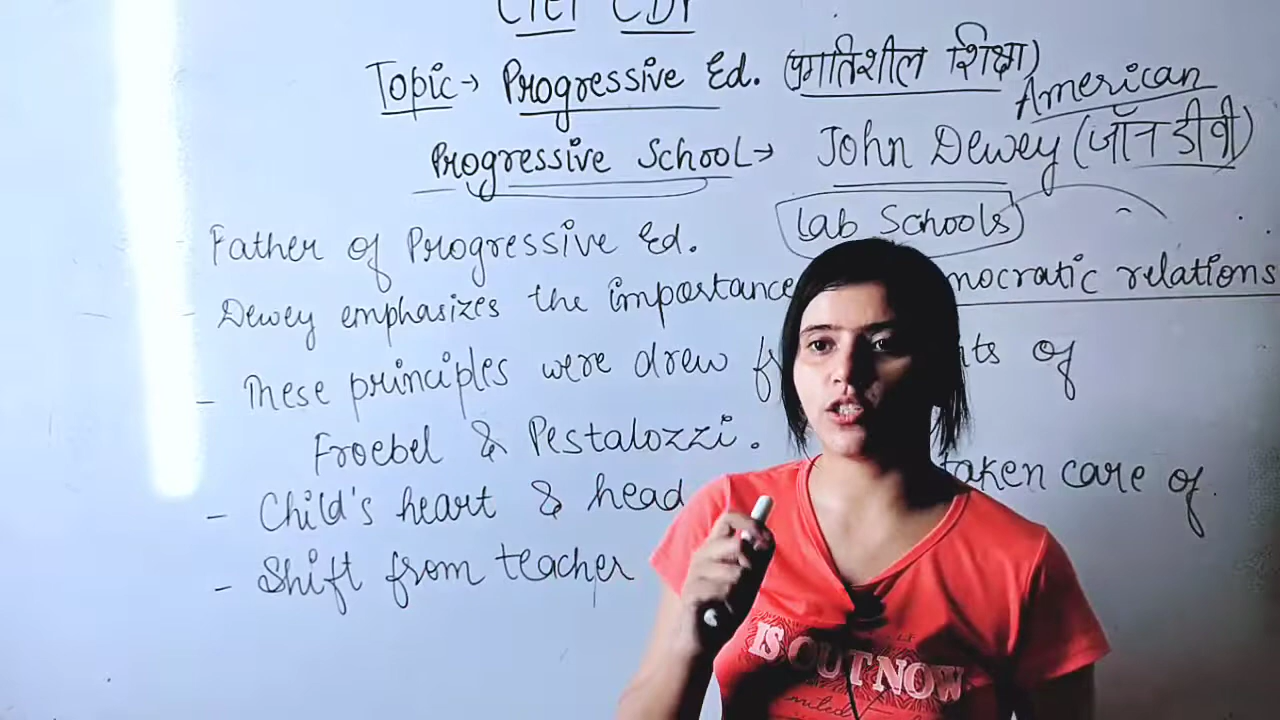 CTET CDP
Topic → Progressive Ed. (प्रगतिशील शिक्षा)
American
Progressive School → John Dewey (जॉन डीवी)
Lab Schools
Father of Progressive Ed.
Dewey emphasizes the importance mocratic relations
These principles were drew of
Froebel & Pestalozzi.
- Child's heart & head taken care of.
- Shift from teacher
IS OUT NOW